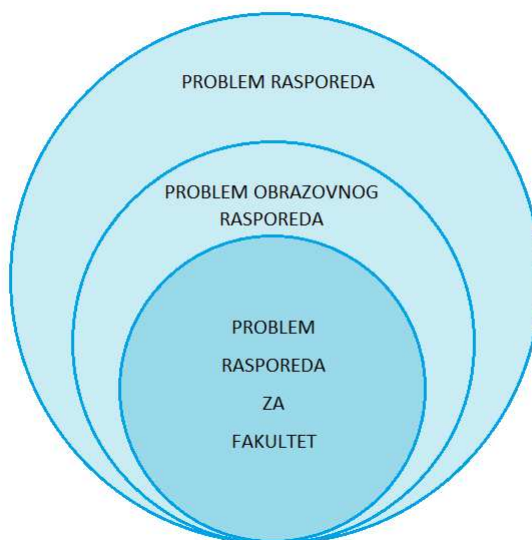 PROBLEM RASPOREDA
PROBLEM OBRAZOVNOG
RASPOREDA
PROBLEM
RASPOREDA
ZA
FAKULTET